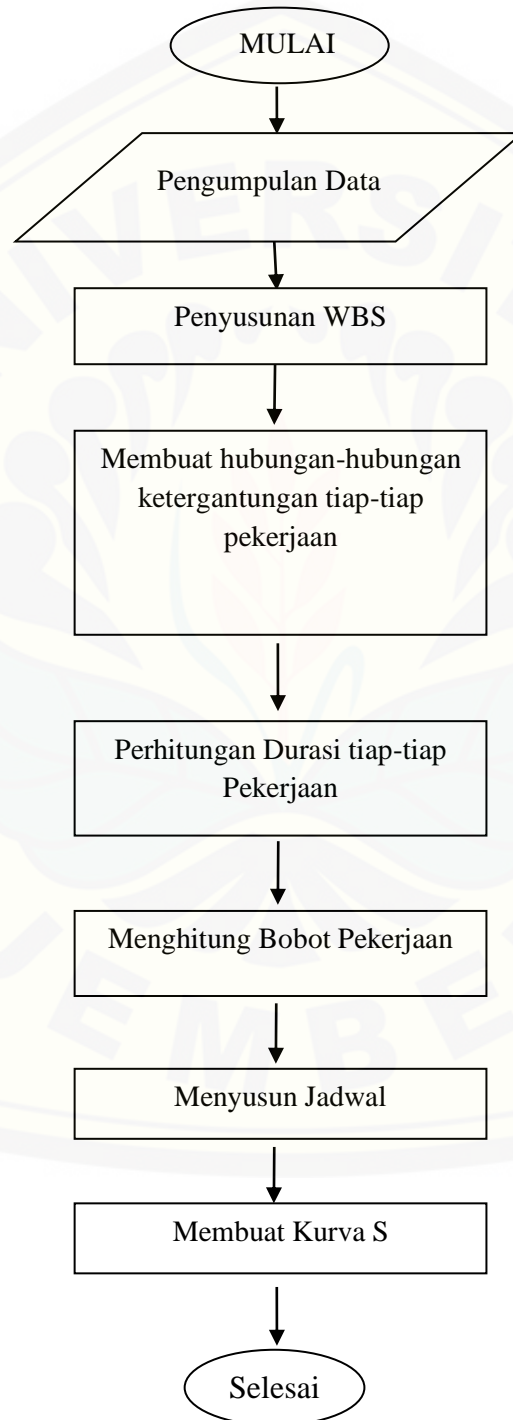 MULAI
Pengumpulan Data
Penyusunan WBS
Membuat hubungan-hubungan
ketergantungan tiap-tiap
pekerjaan
Perhitungan Durasi tiap-tiap
Pekerjaan
Menghitung Bobot Pekerjaan
Menyusun Jadwal
Membuat Kurva S
Selesai